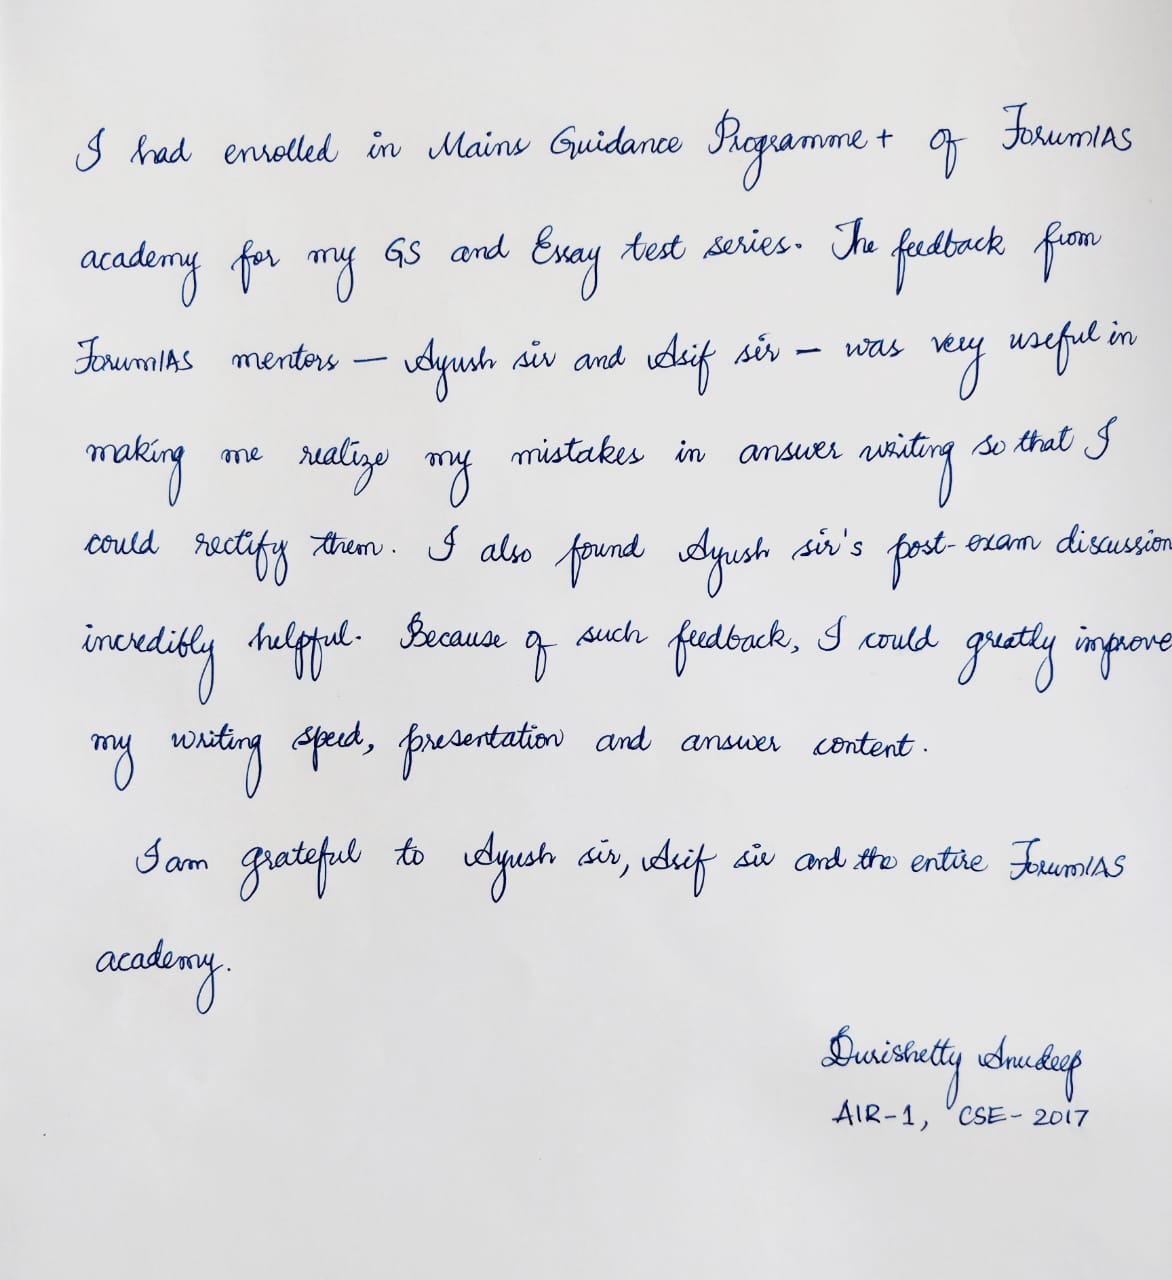 I had enrolled in Mains Guidance Programme+ of ForumIAS
academy for my GS and Essay test series. The feedback from
ForumIAS mentors – Ayush sir and Asif sir – was very useful in
making me realize my mistakes in answer writing so that I
could rectify them. I also found Ayush sir's post-exam discussion
incredibly helpful. Because of such feedback, I could greatly improve
my writing speed, presentation and answer content.
I am grateful to Ayush sir, Asif sir and the entire ForumIAS
academy.
Durishetty Anudeep
AIR-1, CSE-2017